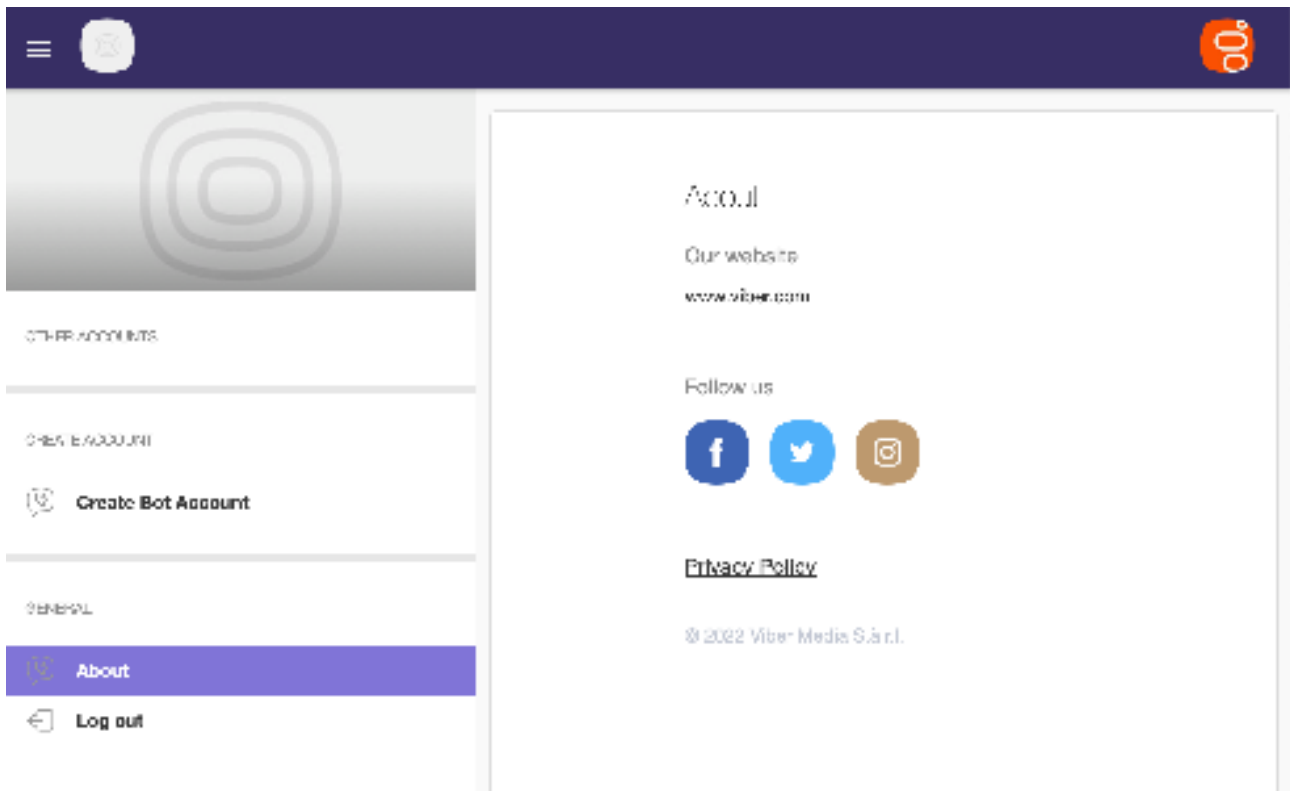 OTHER ACCOUNTS
CREATE ACCOUNT
Create Bot Account
GENERAL
About
Log out
About
Our website
www.viber.com
Follow us
Privacy Policy
© 2022 Viber Media S.à r.l.